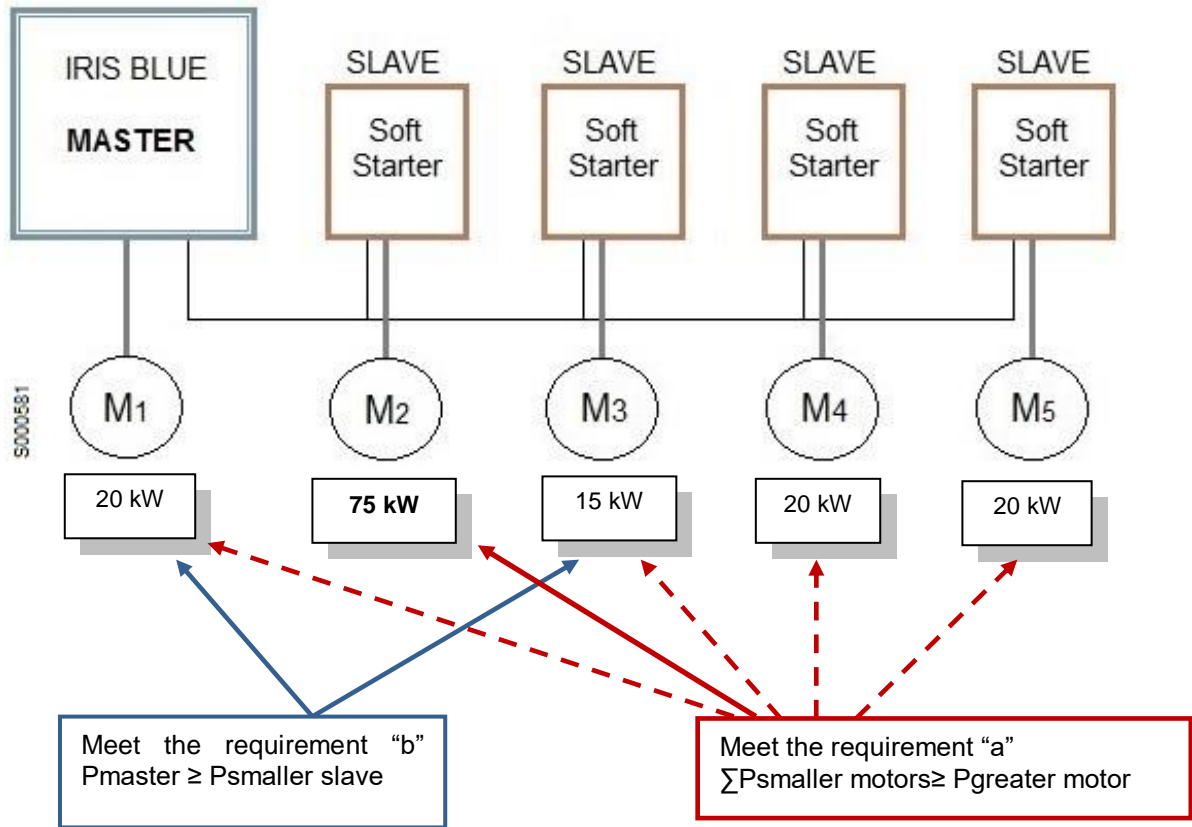 IRIS BLUE
MASTER
SLAVE
Soft
Starter
SLAVE
Soft
Starter
SLAVE
Soft
Starter
SLAVE
Soft
Starter
S000581
M1
M2
M3
M4
M5
20 kW
75 kW
15 kW
20 kW
20 kW
Meet the requirement “b”
Pmaster ≥ Psmaller slave
Meet the requirement “a”
∑Psmaller motors≥ Pgreater motor